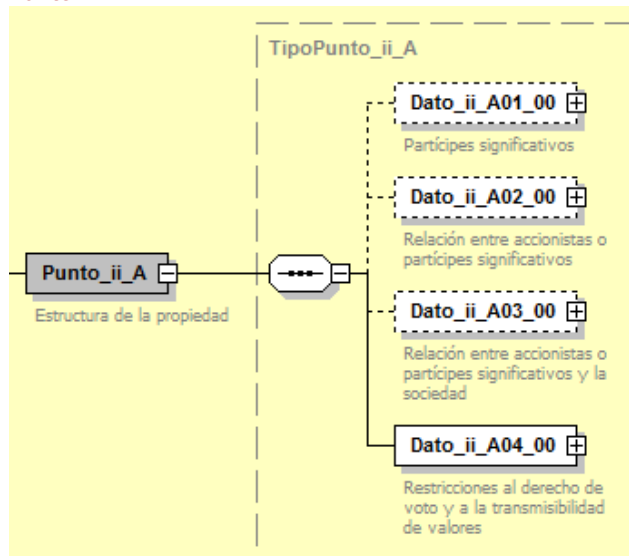 TipoPunto_ii_A
Dato_ii_A01_00
Partícipes significativos
Dato_ii_A02_00
Relación entre accionistas o
partícipes significativos
Punto_ii_A
Estructura de la propiedad
Dato_ii_A03_00
Relación entre accionistas o
partícipes significativos y la
sociedad
Dato_ii_A04_00
Restricciones al derecho de
voto y a la transmisibilidad
de valores